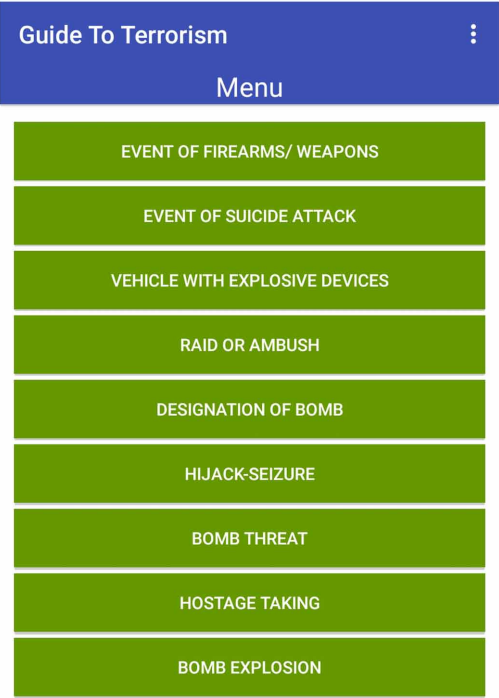 Guide To Terrorism
Menu
EVENT OF FIREARMS/ WEAPONS
EVENT OF SUICIDE ATTACK
VEHICLE WITH EXPLOSIVE DEVICES
RAID OR AMBUSH
DESIGNATION OF BOMB
HIJACK-SEIZURE
BOMB THREAT
HOSTAGE TAKING
BOMB EXPLOSION